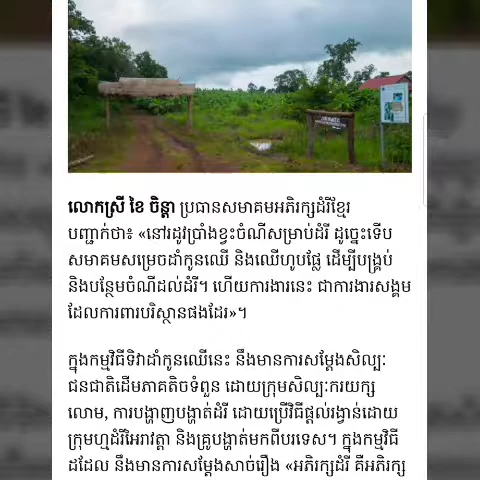 លោកស្រី ខៃ ចិន្តា ប្រធានសមាគមអភិរក្សដំរីខ្មែរ
បញ្ជាក់ថា៖ «នៅរដូវប្រាំងខ្វះចំណីសម្រាប់ដំរី ដូច្នេះទើប
សមាគមសម្រេចដាំកូនឈើ និងឈើហូបផ្លែ ដើម្បីបង្គ្រប់
និងបន្ថែមចំណីដល់ដំរី។ ហើយការងារនេះ ជាការងារសង្គម
ដែលការពារបរិស្ថានផងដែរ»។
ក្នុងកម្មវិធីទិវាដាំកូនឈើនេះ នឹងមានការសម្តែងសិល្បៈ
ជនជាតិដើមភាគតិចទំពួន ដោយក្រុមសិល្បៈករយក្ស
លោម, ការបង្ហាញបង្ហាត់ដំរី ដោយប្រើវិធីផ្តល់រង្វាន់ដោយ
ក្រុមហ្មដំរីអៃរាវត្តា និងគ្រូបង្ហាត់មកពីបរទេស។ ក្នុងកម្មវិធី
ដដែល នឹងមានការសម្តែងសាច់រឿង «អភិរក្សដំរី គឺអភិរក្ស